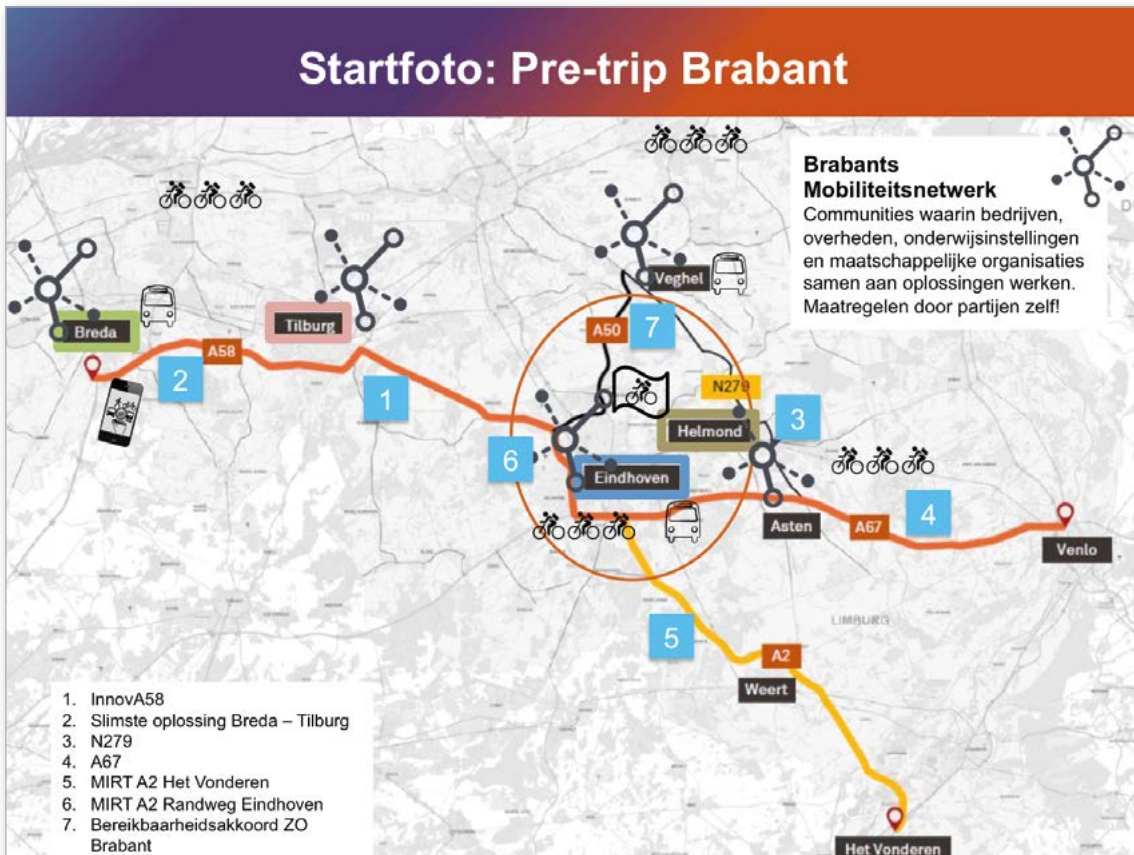 Startfoto: Pre-trip Brabant
Brabants
Mobiliteitsnetwerk
Communities waarin bedrijven,
overheden, onderwijsinstellingen
en maatschappelijke organisaties
samen aan oplossingen werken.
Maatregelen door partijen zelf!
Veghel
Breda
Tilburg
A50
7
A58
2
1
N279
Helmond
3
6
Eindhoven
Asten
A67
4
Venlo
LIMBURG
5
A2
Weert
1. InnovA58
2. Slimste oplossing Breda – Tilburg
3. N279
4. A67
5. MIRT A2 Het Vonderen
6. MIRT A2 Randweg Eindhoven
7. Bereikbaarheidsakkoord ZO
Brabant
Het Vonderen